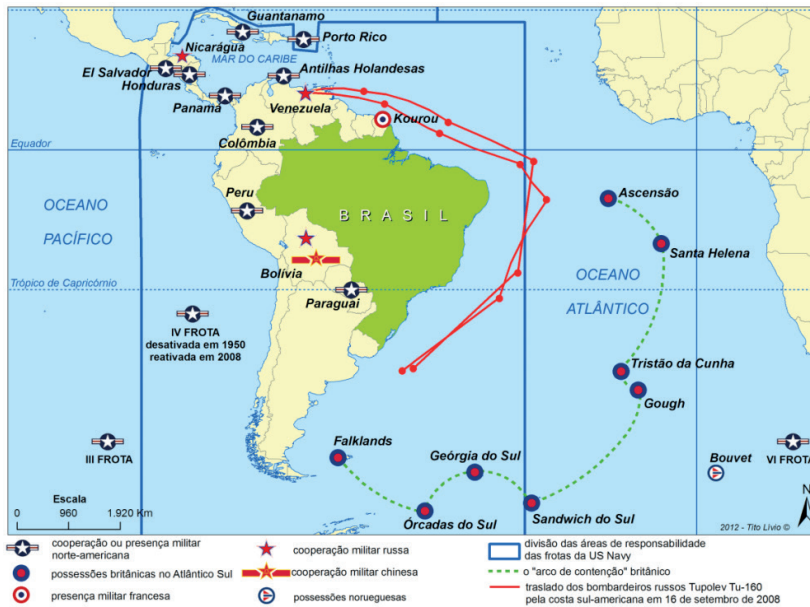 Guantanamo
Porto Rico
Nicarágua
MAR DO CARIBE
El Salvador
Honduras
Antilhas Holandesas
Panamá
Venezuela
Kourou
Colômbia
Equador
Ascensão
Peru
BRASIL
OCEANO
PACÍFICO
Santa Helena
Bolívia
OCEANO
ATLÂNTICO
Trópico de Capricórnio
Paraguai
IV FROTA
desativada em 1950
reativada em 2008
Tristão da Cunha
Gough
III FROTA
Falklands
Geórgia do Sul
Bouvet
VI FROTA
Escala
0 960 1.920 Km
Órcadas do Sul
Sandwich do Sul
N
2012 - Tito Lívio ©
cooperação ou presença militar
norte-americana
possessões britânicas no Atlântico Sul
presença militar francesa
cooperação militar russa
cooperação militar chinesa
possessões norueguesas
divisão das áreas de responsabilidade
das frotas da US Navy
o "arco de contenção" britânico
traslado dos bombardeiros russos Tupolev Tu-160
pela costa sul-americana em 16 de setembro de 2008